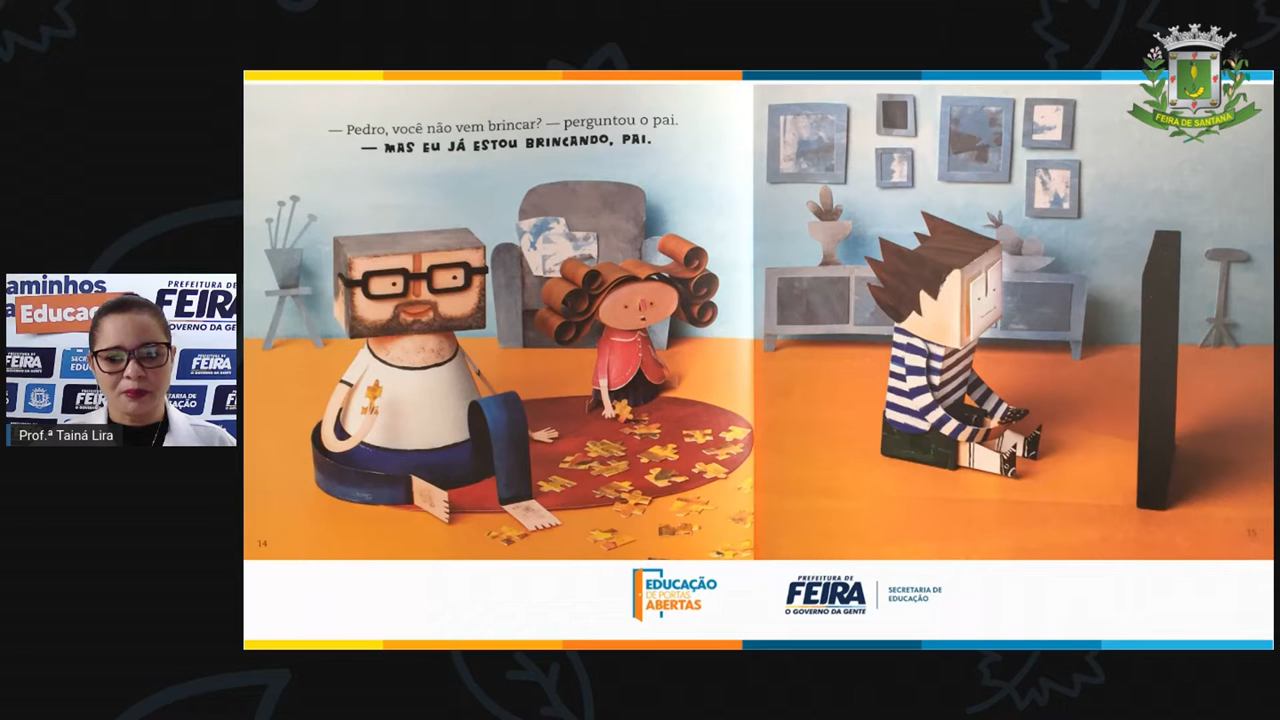 FEIRA DE SANTANA
— Pedro, você não vem brincar? — perguntou o pai.
— MAS EU JÁ ESTOU BRINCANDO, PAI.
14
15
aminhos
Educaç
PREFEITURA DE
FEIRA
GOVERNO DA GENTE
Prof.ª Tainá Lira
EDUCAÇÃO
DE PORTAS
ABERTAS
PREFEITURA DE
FEIRA
O GOVERNO DA GENTE
SECRETARIA DE
EDUCAÇÃO